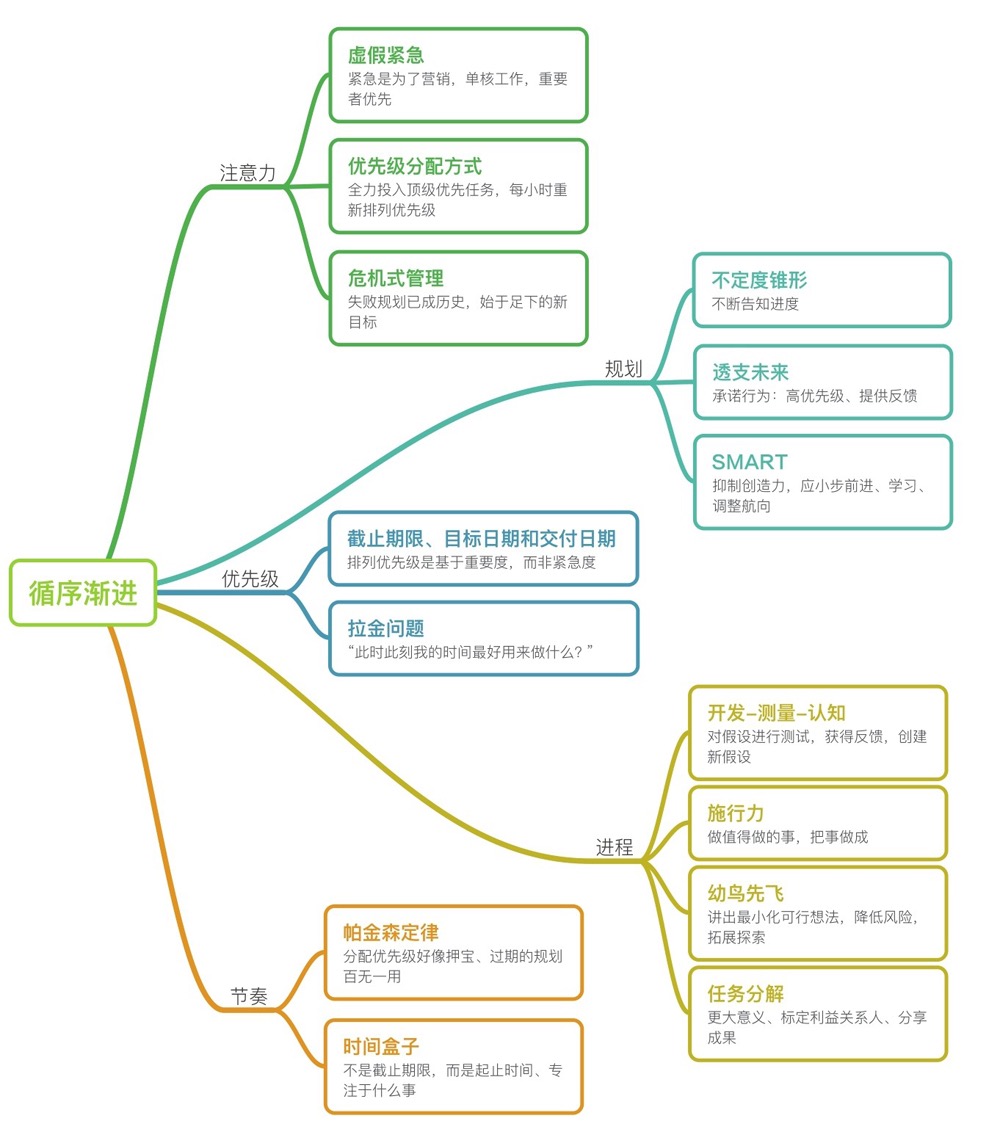 循序渐进
注意力
虚假紧急
紧急是为了营销，单核工作，重要
者优先
优先级分配方式
全力投入顶级优先任务，每小时重
新排列优先级
危机式管理
失败规划已成历史，始于足下的新
目标
规划
不定度锥形
不断告知进度
透支未来
承诺行为：高优先级、提供反馈
SMART
抑制创造力，应小步前进、学习、
调整航向
优先级
截止期限、目标日期和交付日期
排列优先级是基于重要度，而非紧急度
拉金问题
“此时此刻我的时间最好用来做什么？”
进程
开发–测量–认知
对假设进行测试，获得反馈，创建
新假设
施行力
做值得做的事，把事做成
幼鸟先飞
讲出最小化可行想法，降低风险，
拓展探索
任务分解
更大意义、标定利益关系人、分享
成果
节奏
帕金森定律
分配优先级好像押宝、过期的规划
百无一用
时间盒子
不是截止期限，而是起止时间、专
注于什么事